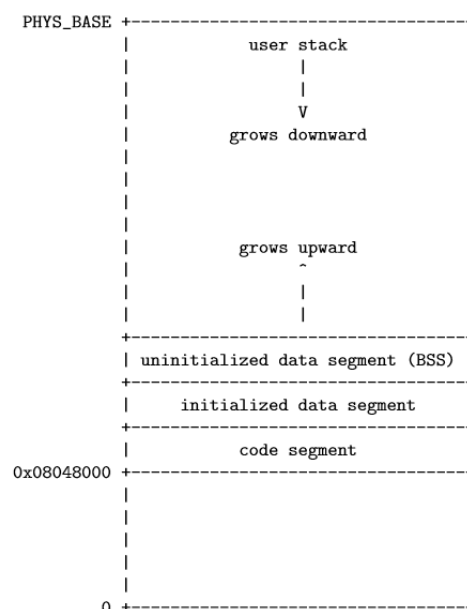 PHYS_BASE +----------------------------------
|            user stack
|                 |
|                 |
|                 V
|          grows downward
|
|
|
|
|           grows upward
|                 ^
|                 |
|                 |
+----------------------------------
| uninitialized data segment (BSS)
+----------------------------------
|     initialized data segment
+----------------------------------
|           code segment
0x08048000 +----------------------------------
|
|
|
|
|
0 +----------------------------------